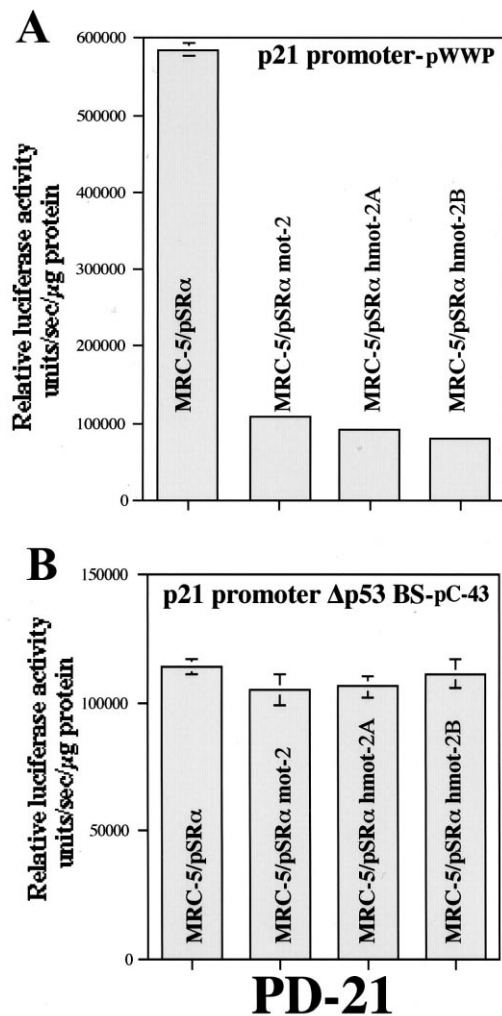 A
p21 promoter-pWWP
Relative luciferase activity
units/sec/µg protein
600000
500000
400000
300000
200000
100000
0
MRC-5/pSRα
MRC-5/pSRα mot-2
MRC-5/pSRα hmot-2A
MRC-5/pSRα hmot-2B
B
p21 promoter Δp53 BS-pC-43
Relative luciferase activity
units/sec/µg protein
150000
100000
50000
0
MRC-5/pSRα
MRC-5/pSRα mot-2
MRC-5/pSRα hmot-2A
MRC-5/pSRα hmot-2B
PD-21